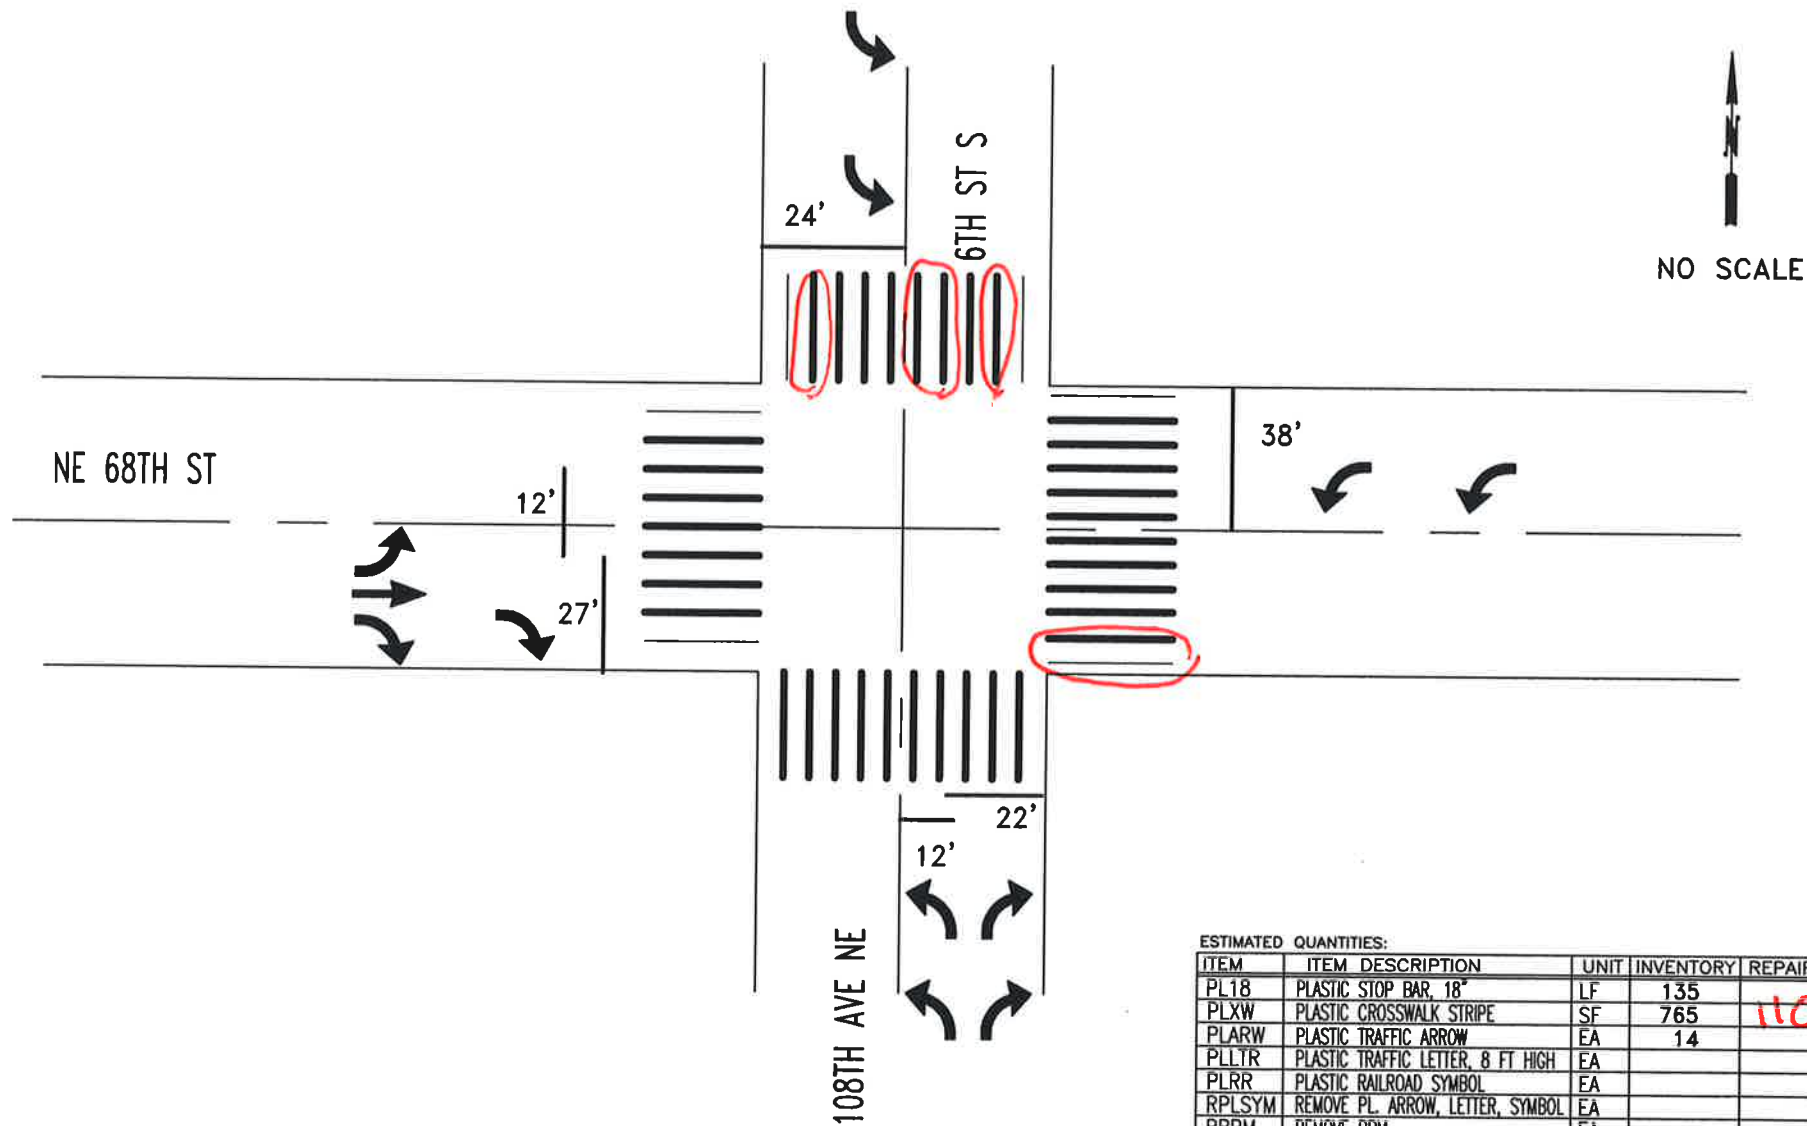 6TH ST S
24'
N
NO SCALE
NE 68TH ST
12'
27'
38'
22'
12'
108TH AVE NE
ESTIMATED QUANTITIES:
ITEM ITEM DESCRIPTION UNIT INVENTORY REPAIR
PL18 PLASTIC STOP BAR, 18" LF 135
PLXW PLASTIC CROSSWALK STRIPE SF 765
PLARW PLASTIC TRAFFIC ARROW EA 14
PLLTR PLASTIC TRAFFIC LETTER, 8 FT HIGH EA
PLRR PLASTIC RAILROAD SYMBOL EA
RPLSYM REMOVE PL. ARROW, LETTER, SYMBOL EA